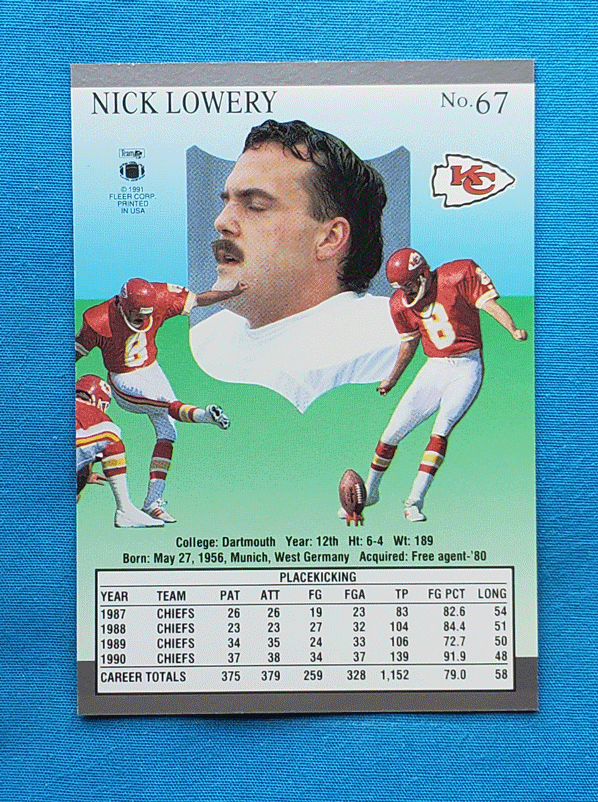 NICK LOWERY No. 67
Team NFL
© 1991
FLEER CORP.
PRINTED
IN USA
KC
8
8
College: Dartmouth Year: 12th Ht: 6-4 Wt: 189
Born: May 27, 1956, Munich, West Germany Acquired: Free agent-'80
PLACEKICKING
YEAR TEAM PAT ATT FG FGA TP FG PCT LONG
1987 CHIEFS 26 26 19 23 83 82.6 54
1988 CHIEFS 23 23 27 32 104 84.4 51
1989 CHIEFS 34 35 24 33 106 72.7 50
1990 CHIEFS 37 38 34 37 139 91.9 48
CAREER TOTALS 375 379 259 328 1,152 79.0 58